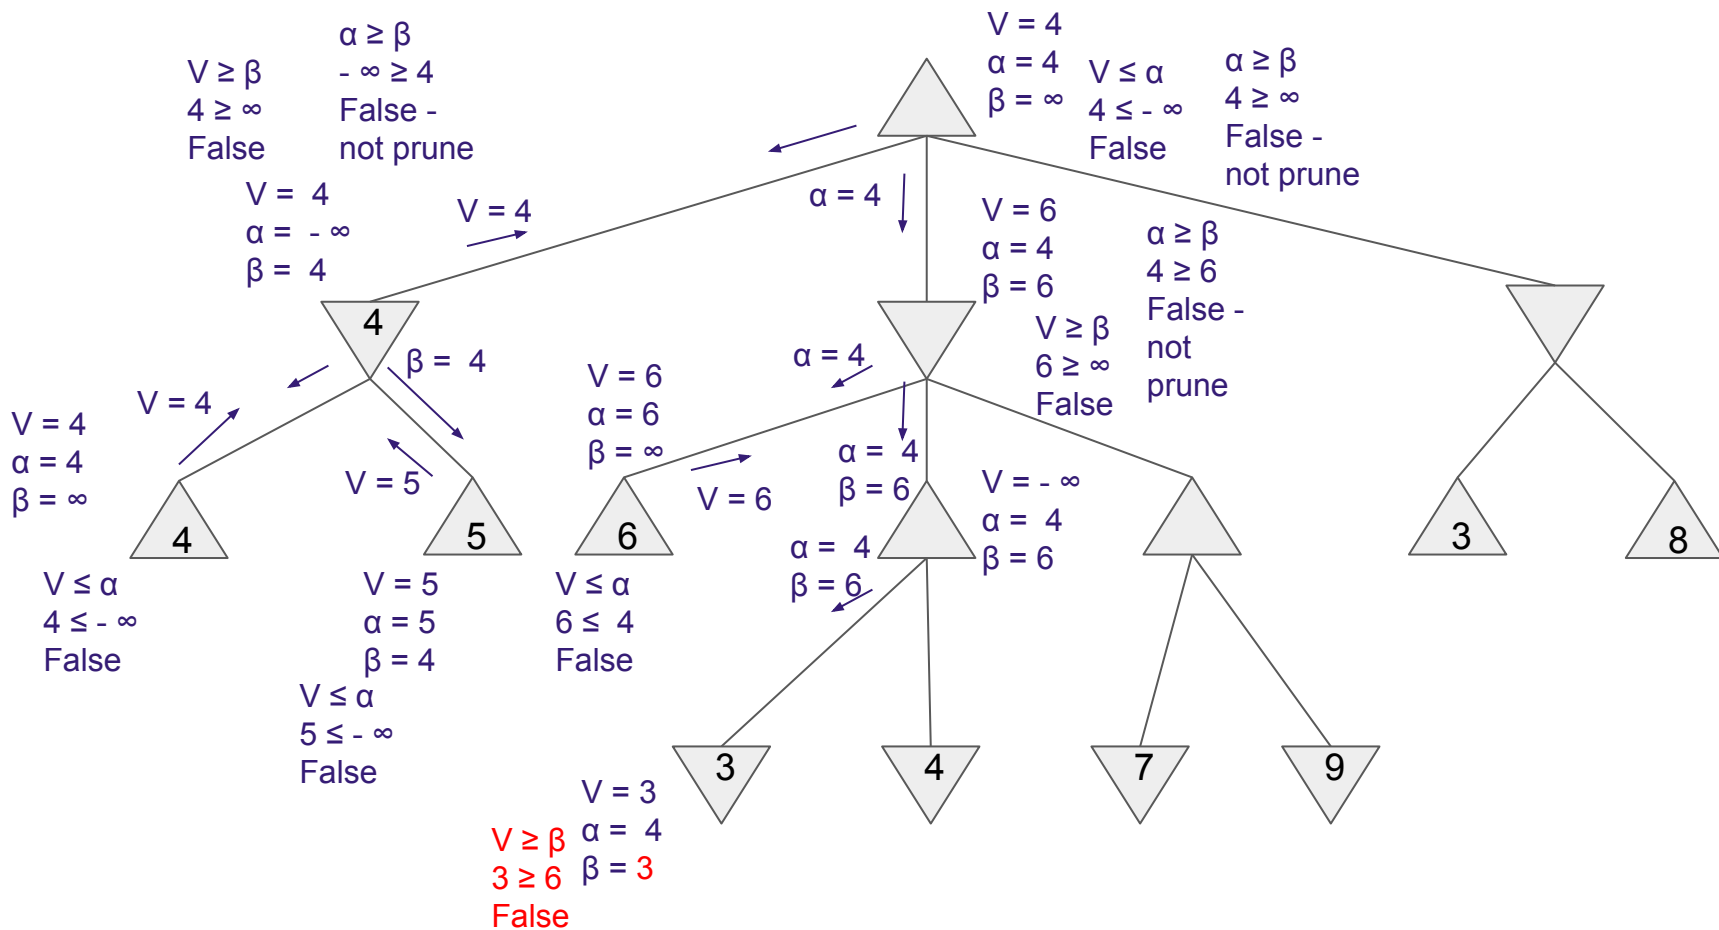 V = 4
α = 4
β = ∞
α ≥ β
- ∞ ≥ 4
False -
not prune
V ≥ β
4 ≥ ∞
False
V ≤ α
4 ≤ - ∞
False
α ≥ β
4 ≥ ∞
False -
not prune
V = 4
α = - ∞
β = 4
V = 4
α = 4
V = 6
α = 4
β = 6
α ≥ β
4 ≥ 6
False -
not
prune
V ≥ β
6 ≥ ∞
False
4
β = 4
α = 4
V = 4
V = 4
α = 4
β = ∞
V = 5
V = 6
α = 6
β = ∞
V = 6
α = 4
β = 6
V = - ∞
α = 4
β = 6
4
5
6
3
8
α = 4
β = 6
V ≤ α
4 ≤ - ∞
False
V = 5
α = 5
β = 4
V ≤ α
5 ≤ - ∞
False
V ≤ α
6 ≤ 4
False
3
4
7
9
V = 3
α = 4
β = 3
V ≥ β
3 ≥ 6
False